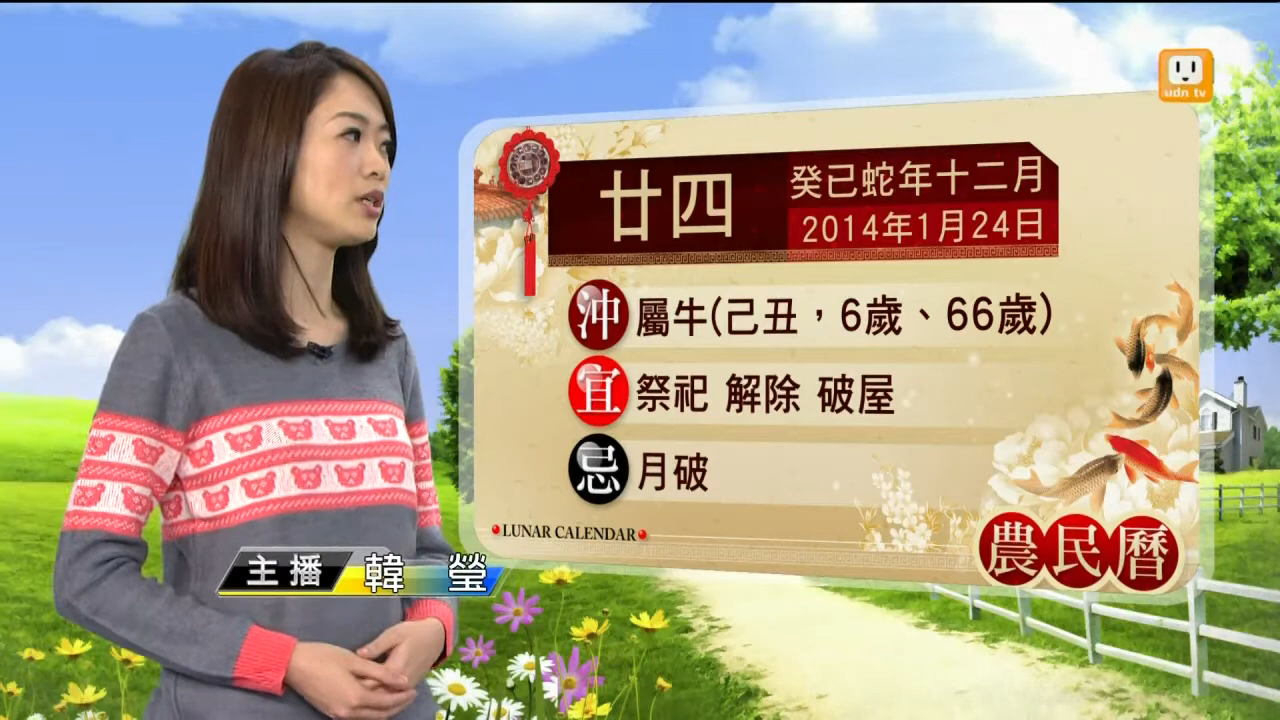 udn tv
廿四
癸巳蛇年十二月
2014年1月24日
沖 屬牛(己丑，6歲、66歲)
宜 祭祀 解除 破屋
忌 月破
LUNAR CALENDAR
農民曆
主播 韓 瑩